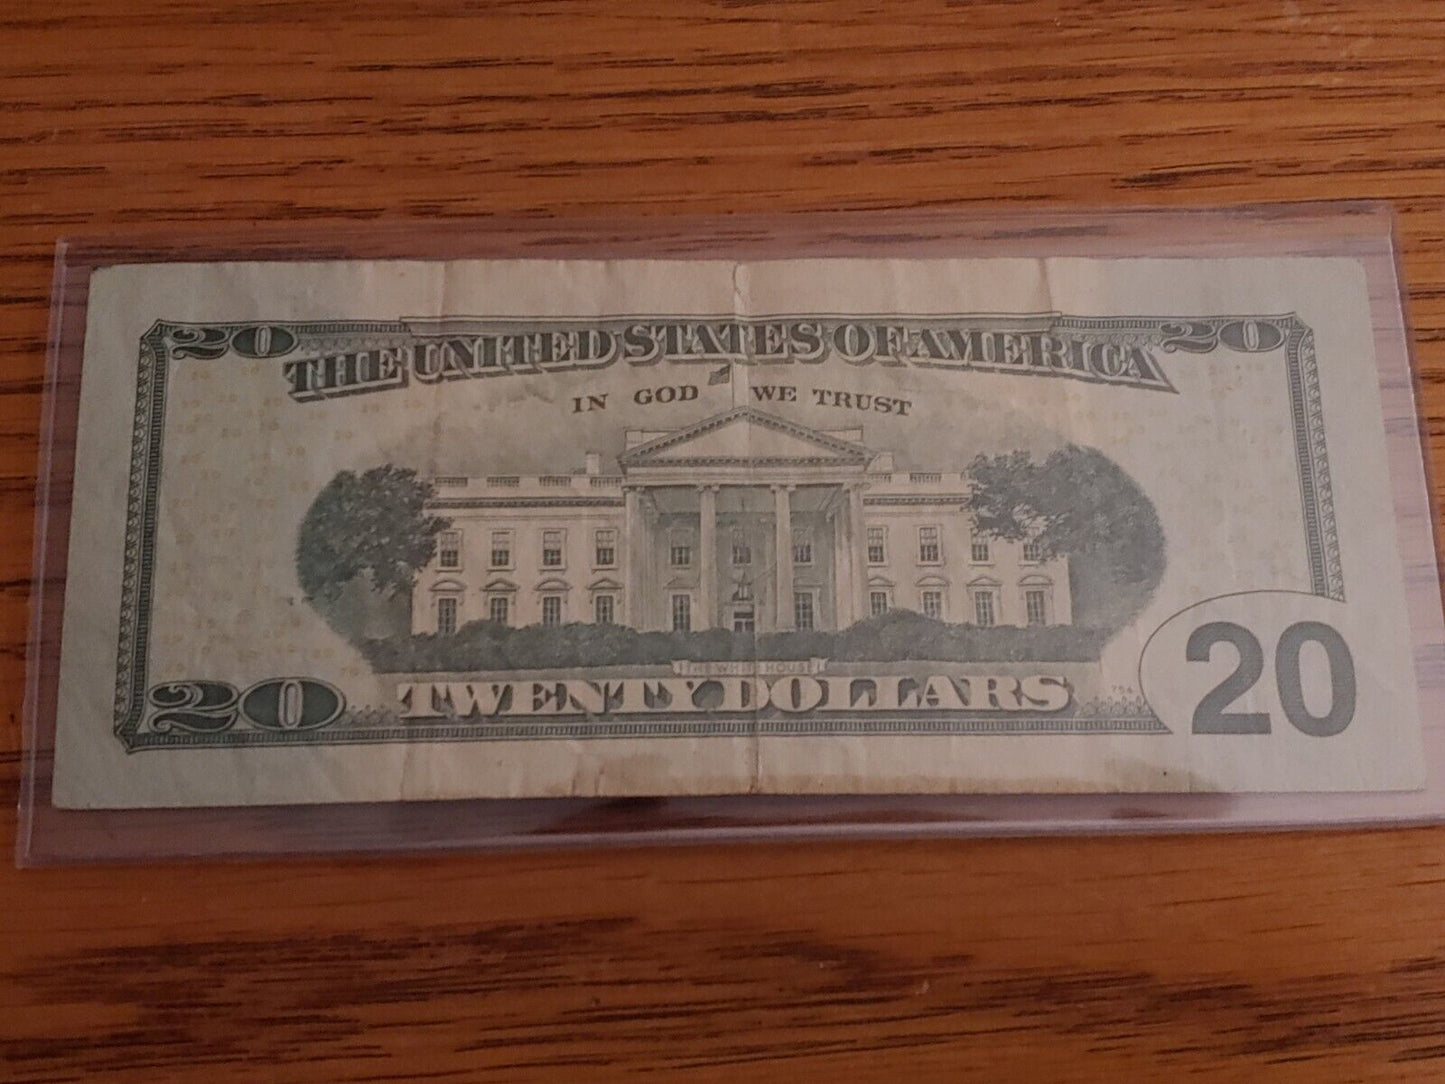 20 THE UNITED STATES OF AMERICA 20
IN GOD WE TRUST
THE WHITE HOUSE
20 TWENTY DOLLARS 20